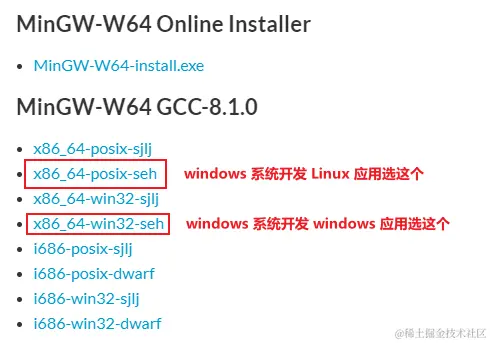 MinGW-W64 Online Installer
MinGW-W64-install.exe
MinGW-W64 GCC-8.1.0
x86_64-posix-sjlj
x86_64-posix-seh windows 系统开发 Linux 应用选这个
x86_64-win32-sjlj
x86_64-win32-seh windows 系统开发 windows 应用选这个
i686-posix-sjlj
i686-posix-dwarf
i686-win32-sjlj
i686-win32-dwarf
@稀土掘金技术社区